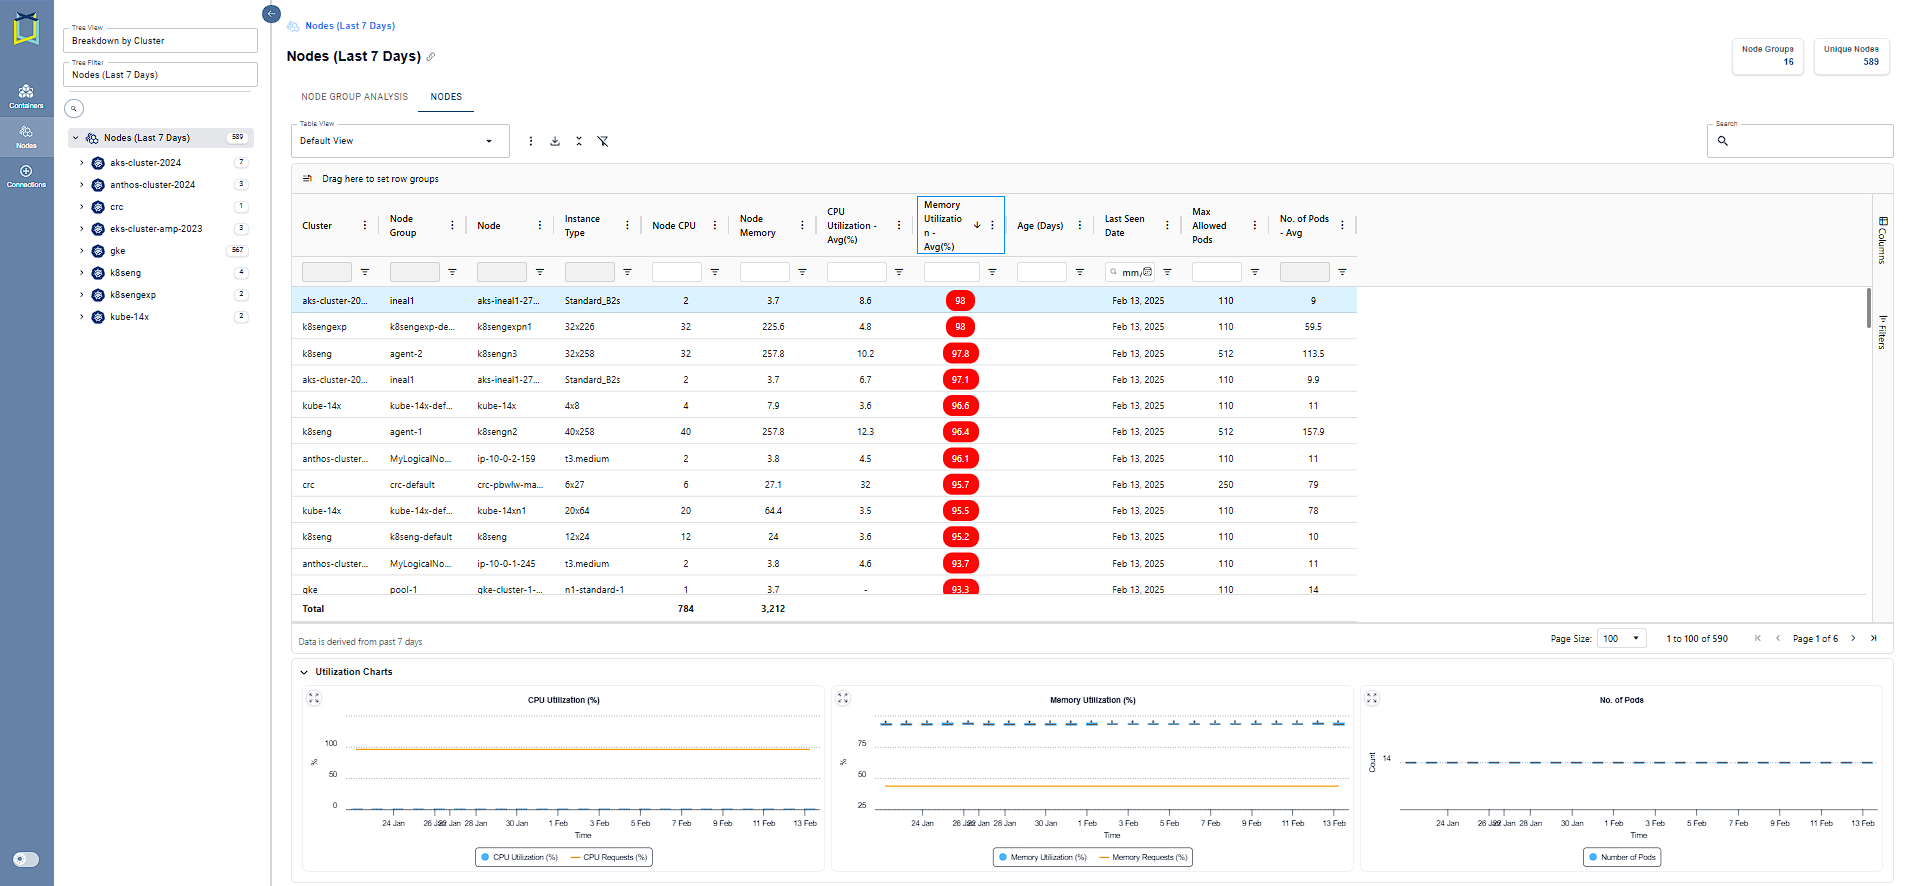 Containers
Nodes
Connections
Tree View
Breakdown by Cluster
Tree Filter
Nodes (Last 7 Days)
Nodes (Last 7 Days) 589
aks-cluster-2024 7
anthos-cluster-2024 3
crc 1
eks-cluster-amp-2023 3
gke 567
k8seng 4
k8sengexp 2
kube-14x 2
Nodes (Last 7 Days)
Nodes (Last 7 Days)
Node Groups
16
Unique Nodes
589
NODE GROUP ANALYSIS NODES
Table View
Default View
Search
Drag here to set row groups
Cluster Node Group Node Instance Type Node CPU Node Memory CPU Utilization - Avg(%) Memory Utilizatio n - Avg(%) Age (Days) Last Seen Date Max Allowed Pods No. of Pods - Avg
mm/
aks-cluster-20... ineal1 aks-ineal1-27... Standard_B2s 2 3.7 8.6 98 Feb 13, 2025 110 9
k8sengexp k8sengexp-de... k8sengexpn1 32x226 32 225.6 4.8 98 Feb 13, 2025 110 59.5
k8seng agent-2 k8sengn3 32x258 32 257.8 10.2 97.8 Feb 13, 2025 512 113.5
aks-cluster-20... ineal1 aks-ineal1-27... Standard_B2s 2 3.7 6.7 97.1 Feb 13, 2025 110 9.9
kube-14x kube-14x-def... kube-14x 4x8 4 7.9 3.6 96.6 Feb 13, 2025 110 11
k8seng agent-1 k8sengn2 40x258 40 257.8 12.3 96.4 Feb 13, 2025 512 157.9
anthos-cluster... MyLogicalNo... ip-10-0-2-159 t3.medium 2 3.8 4.5 96.1 Feb 13, 2025 110 11
crc crc-default crc-pbwlw-ma... 6x27 6 27.1 32 95.7 Feb 13, 2025 250 79
kube-14x kube-14x-def... kube-14xn1 20x64 20 64.4 3.5 95.5 Feb 13, 2025 110 78
k8seng k8seng-default k8seng 12x24 12 24 3.6 95.2 Feb 13, 2025 110 10
anthos-cluster... MyLogicalNo... ip-10-0-1-245 t3.medium 2 3.8 4.6 93.7 Feb 13, 2025 110 11
gke pool-1 gke-cluster-1-... n1-standard-1 1 3.7 - 93.3 Feb 13, 2025 110 14
Total 784 3,212
Columns
Filters
Data is derived from past 7 days
Page Size: 100 1 to 100 of 590 Page 1 of 6
Utilization Charts
CPU Utilization (%)
100
50
0
%
24 Jan 26 Jan 28 Jan 30 Jan 1 Feb 3 Feb 5 Feb 7 Feb 9 Feb 11 Feb 13 Feb
Time
CPU Utilization (%) CPU Requests (%)
Memory Utilization (%)
75
50
25
%
24 Jan 26 Jan 28 Jan 30 Jan 1 Feb 3 Feb 5 Feb 7 Feb 9 Feb 11 Feb 13 Feb
Time
Memory Utilization (%) Memory Requests (%)
No. of Pods
14
Count
24 Jan 26 Jan 28 Jan 30 Jan 1 Feb 3 Feb 5 Feb 7 Feb 9 Feb 11 Feb 13 Feb
Time
Number of Pods